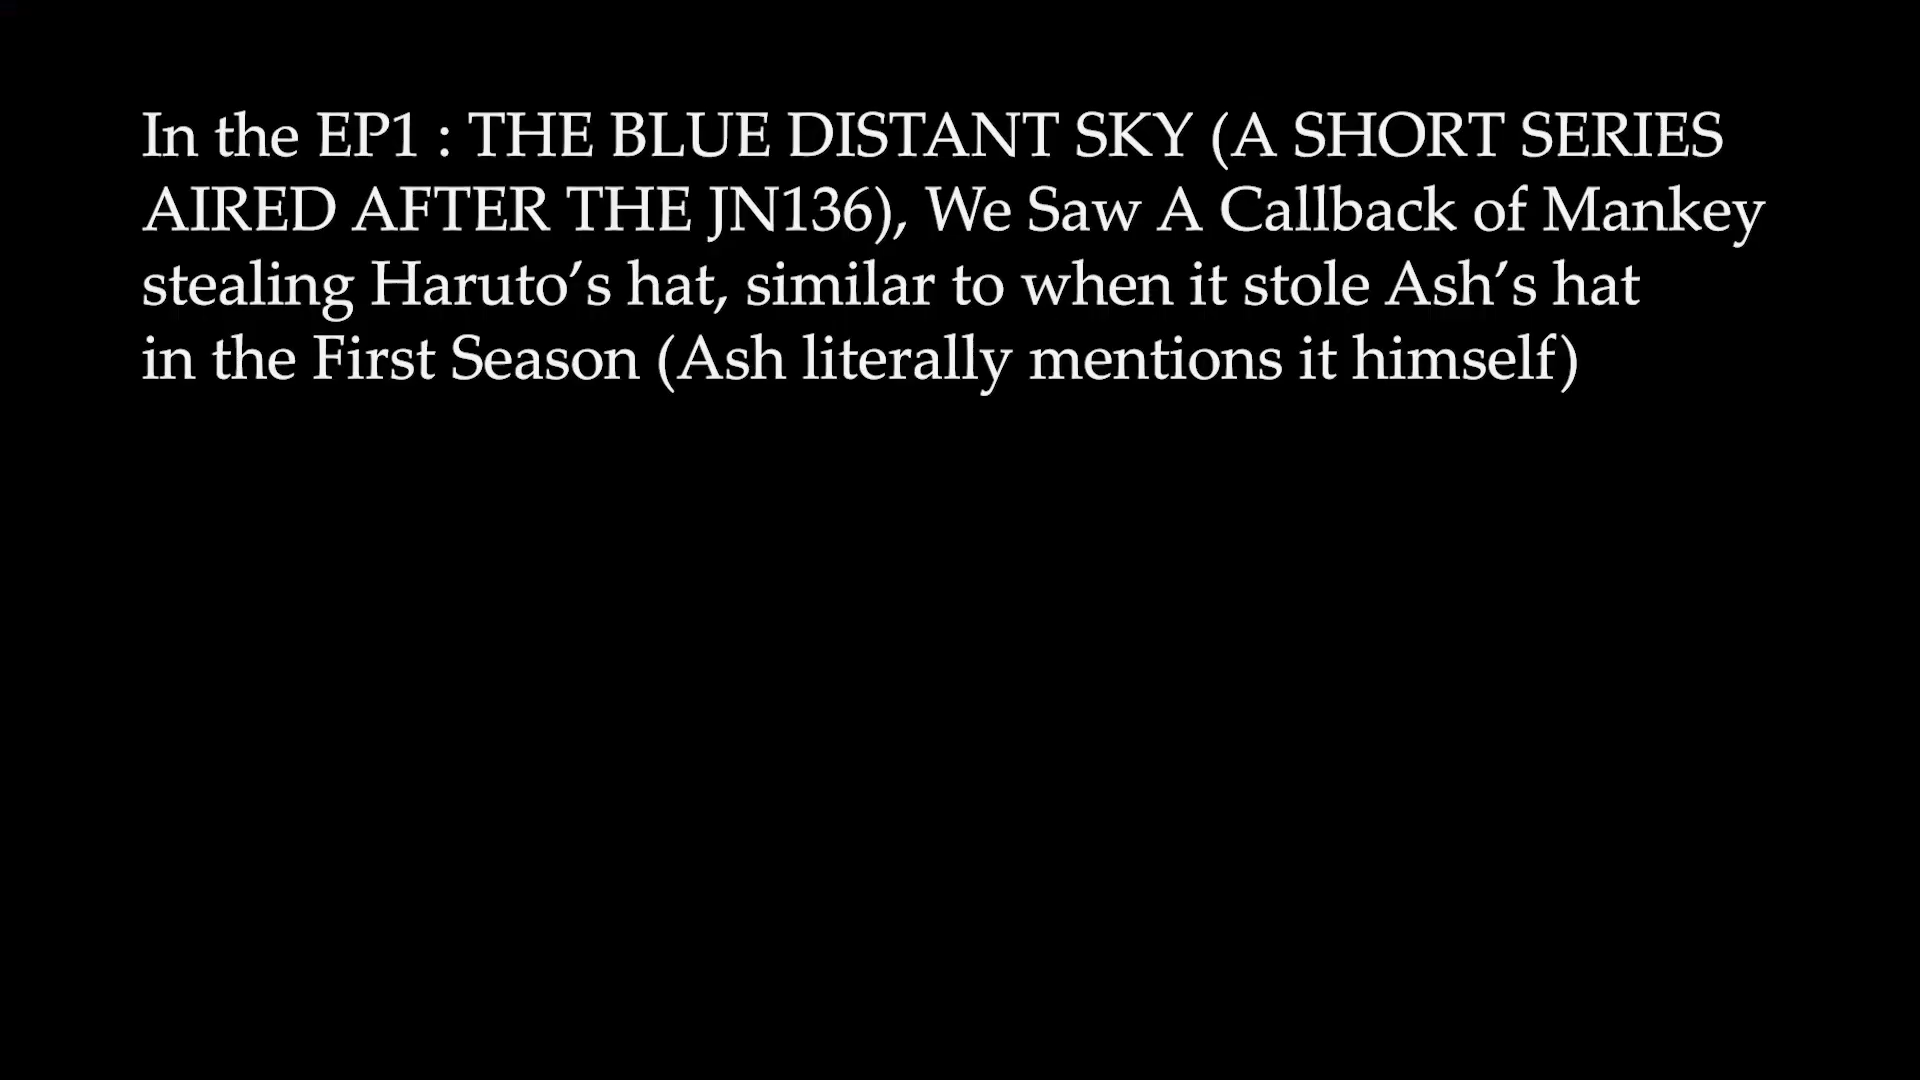 In the EP1 : THE BLUE DISTANT SKY (A SHORT SERIES
AIRED AFTER THE JN136), We Saw A Callback of Mankey
stealing Haruto’s hat, similar to when it stole Ash’s hat
in the First Season (Ash literally mentions it himself)